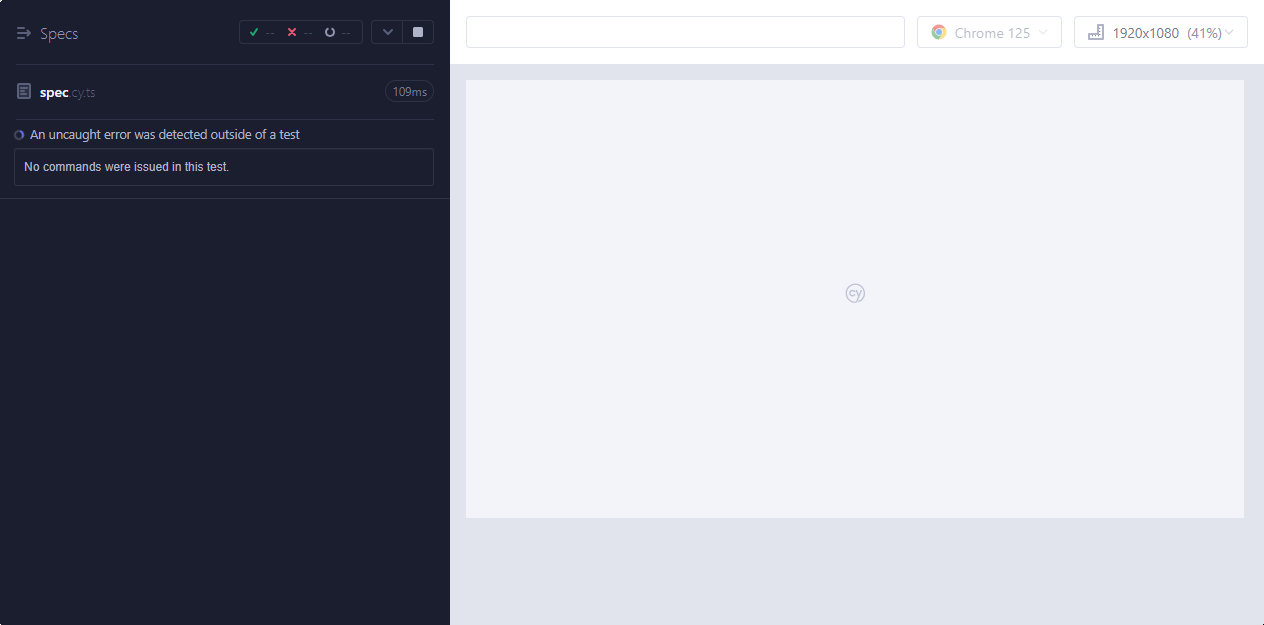 Specs
-- -- --
Chrome 125
1920x1080 (41%)
spec.cy.ts
109ms
An uncaught error was detected outside of a test
No commands were issued in this test.
cy